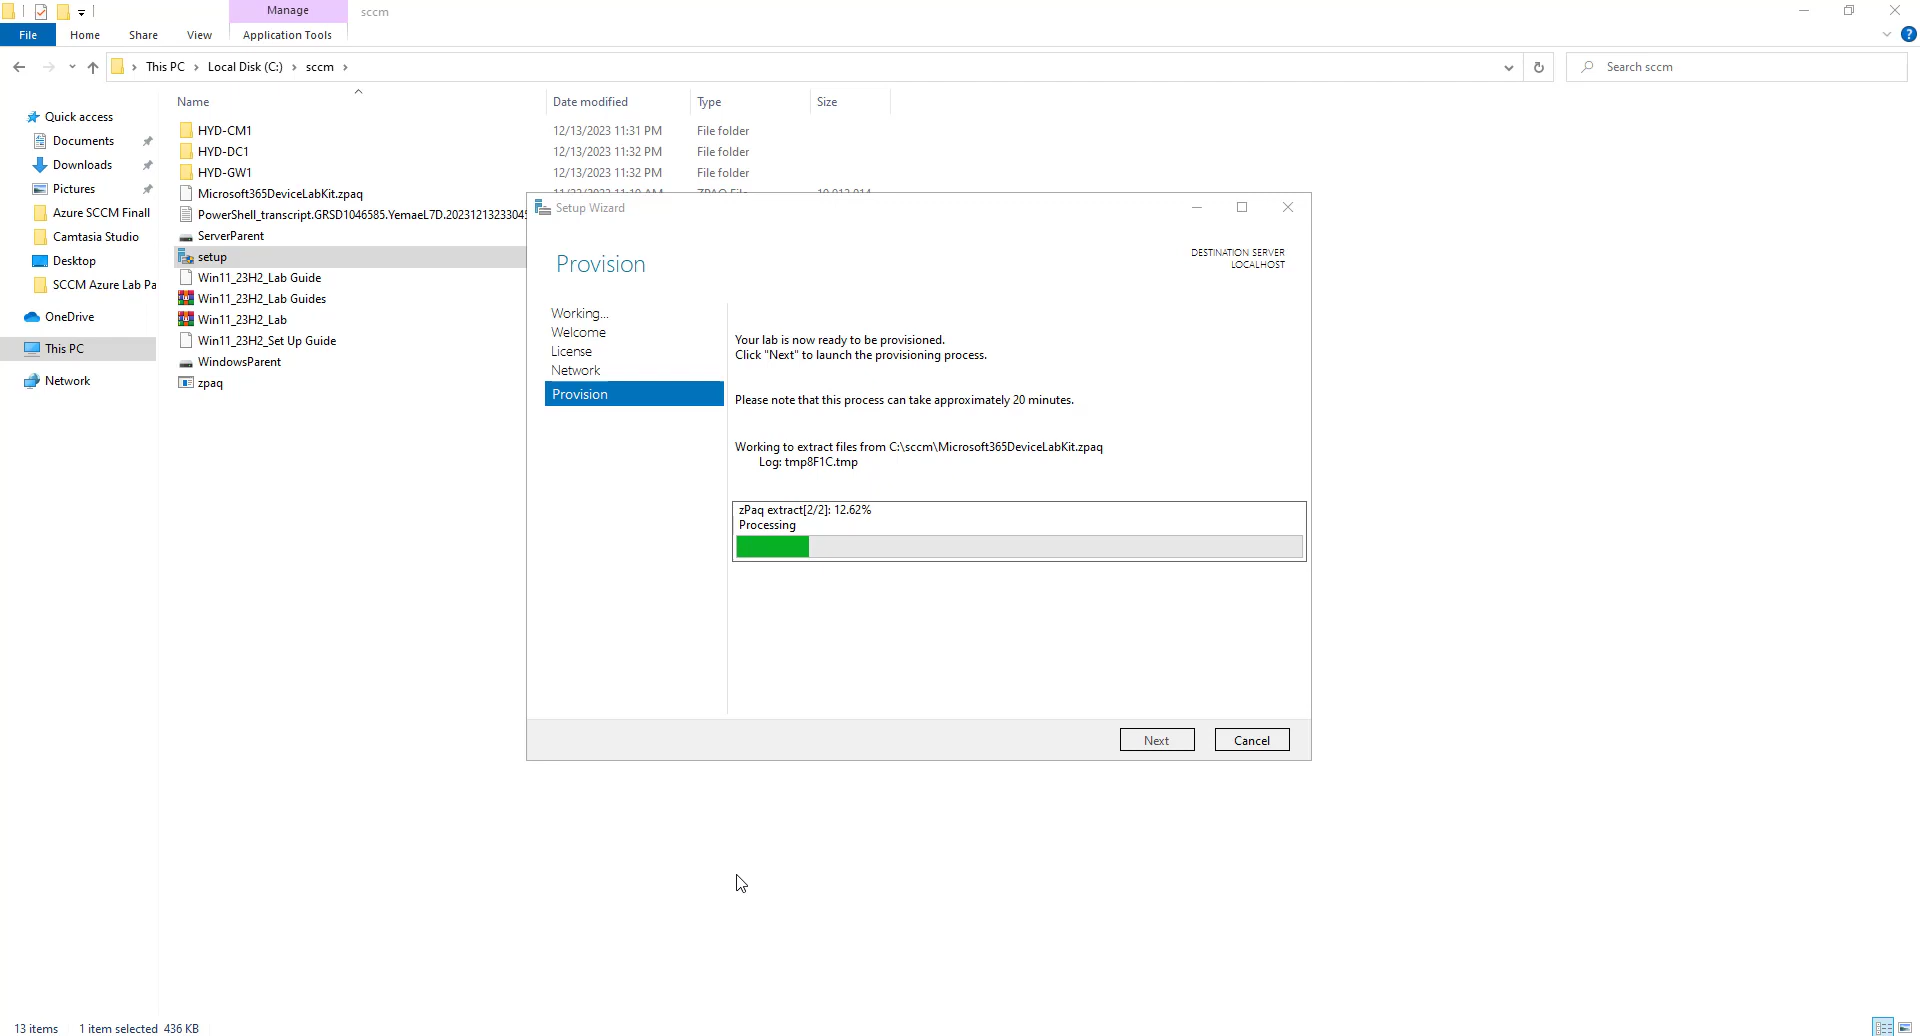 Manage
sccm
File
Home
Share
View
Application Tools
This PC
Local Disk (C:)
sccm
Search sccm
Name
Date modified
Type
Size
Quick access
Documents
Downloads
Pictures
Azure SCCM Finall
Camtasia Studio
Desktop
SCCM Azure Lab Pa
OneDrive
This PC
Network
HYD-CM1 12/13/2023 11:31 PM File folder
HYD-DC1 12/13/2023 11:32 PM File folder
HYD-GW1 12/13/2023 11:32 PM File folder
Microsoft365DeviceLabKit.zpaq
PowerShell_transcript.GRSD1046585.YemaeL7D.20231213233045
ServerParent
setup
Win11_23H2_Lab Guide
Win11_23H2_Lab Guides
Win11_23H2_Lab
Win11_23H2_Set Up Guide
WindowsParent
zpaq
Setup Wizard
Provision
DESTINATION SERVER
LOCALHOST
Working...
Welcome
License
Network
Provision
Your lab is now ready to be provisioned.
Click "Next" to launch the provisioning process.
Please note that this process can take approximately 20 minutes.
Working to extract files from C:\sccm\Microsoft365DeviceLabKit.zpaq
Log: tmp8F1C.tmp
zPaq extract[2/2]: 12.62%
Processing
Next
Cancel
13 items
1 item selected 436 KB